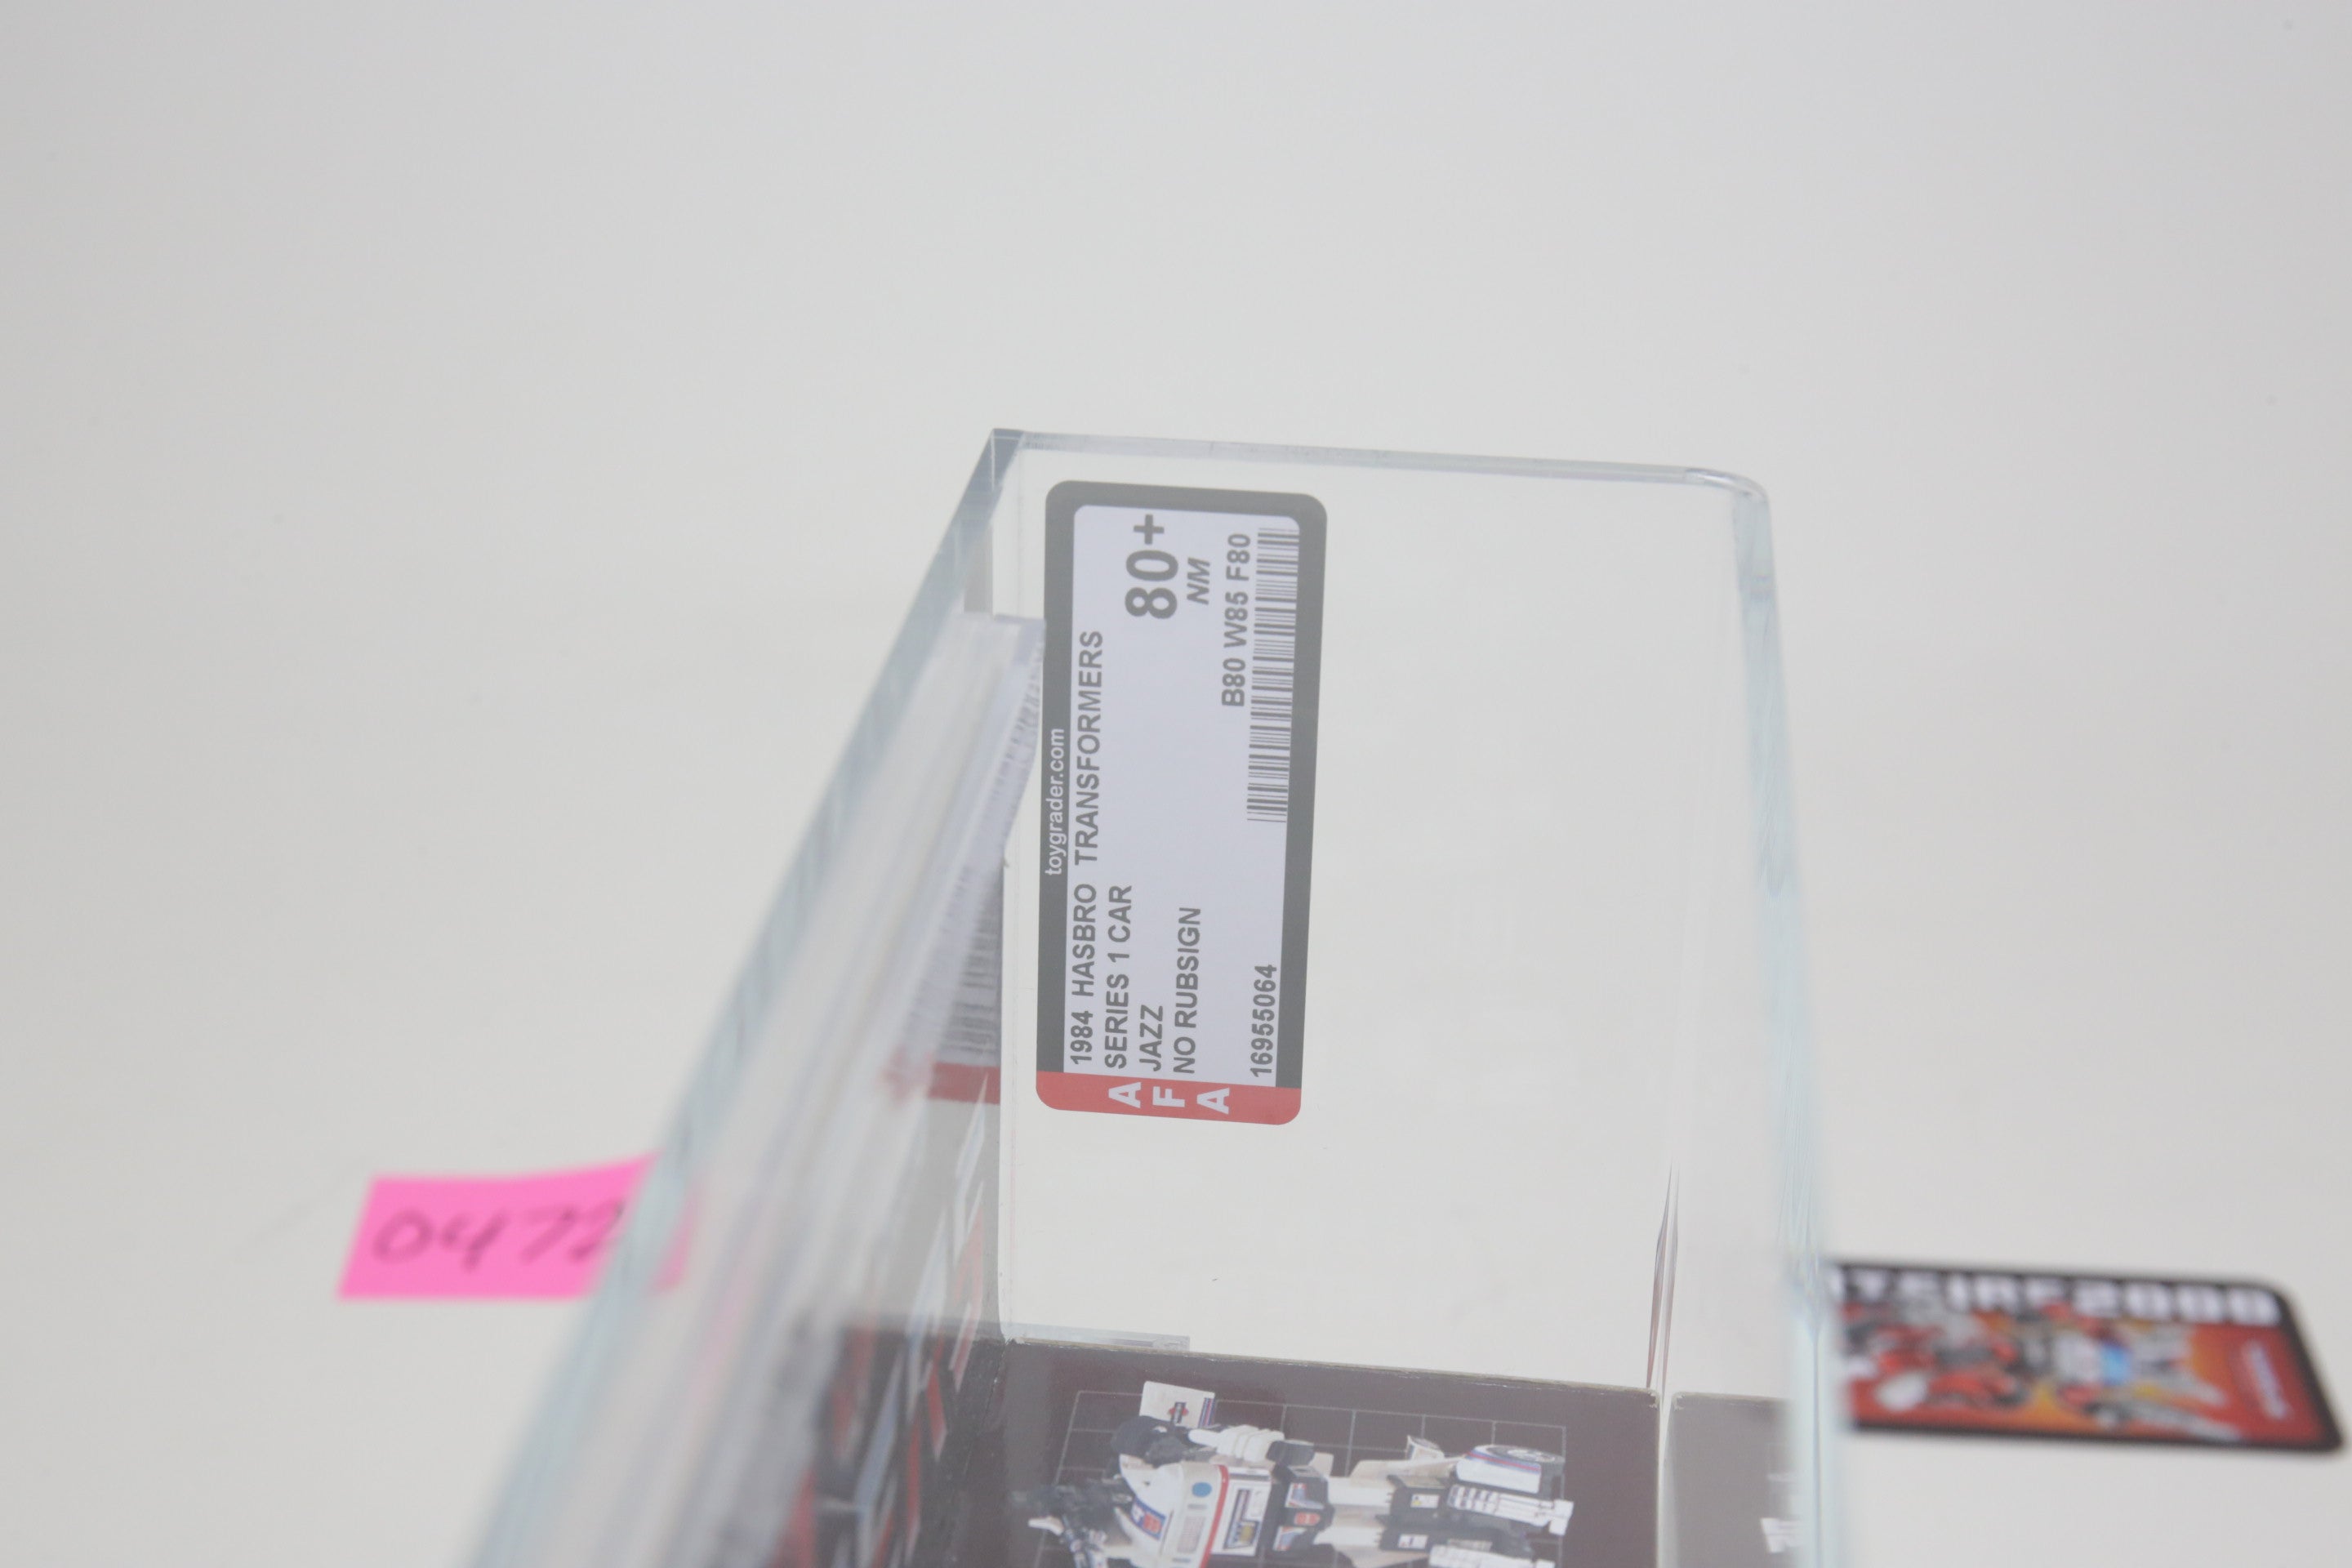 toygrader.com
1984 HASBRO TRANSFORMERS
SERIES 1 CAR
JAZZ
NO RUBSIGN
80+
NM
B80 W85 F80
16955064
AFA
0472